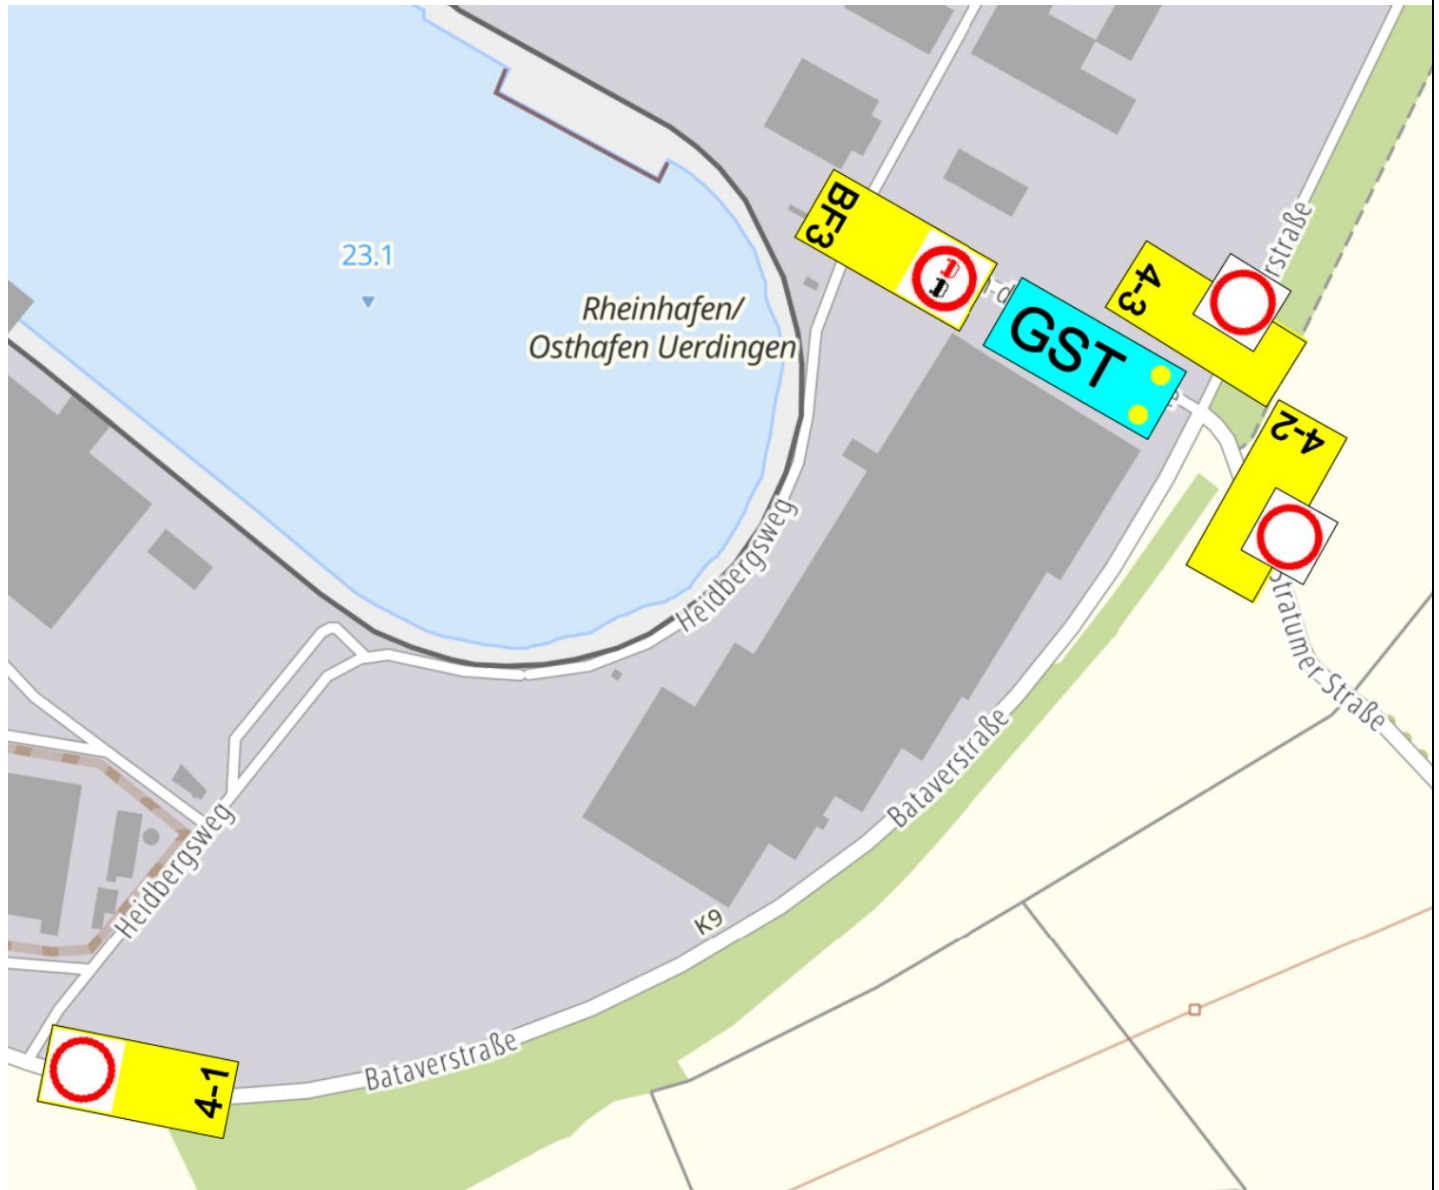 23.1
Rheinhafen/
Osthafen Uerdingen
BF3
GST
4-3
4-2
rstraße
Heidbergsweg
Stratumer Straße
Bataverstraße
Heidbergsweg
K9
Bataverstraße
4-1